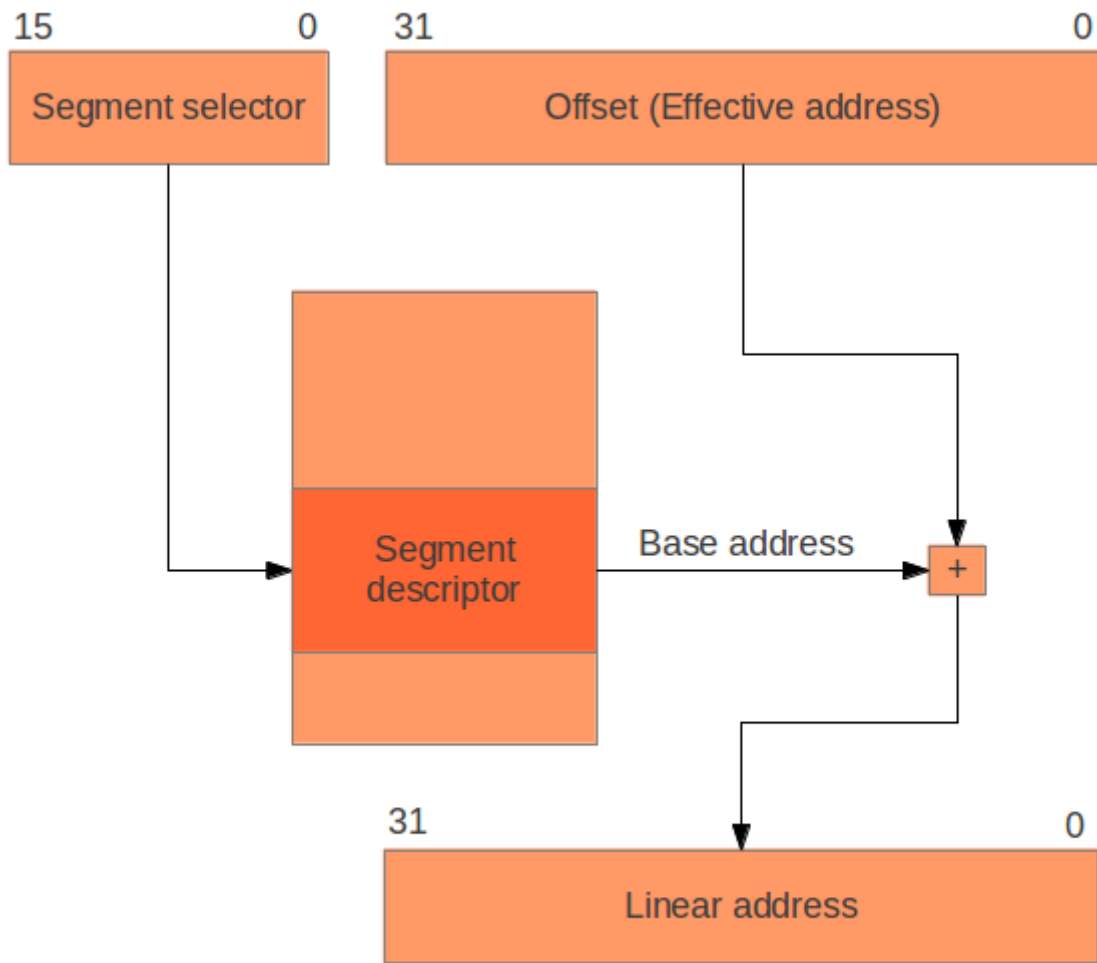 15 0 31 0
Segment selector
Offset (Effective address)
Segment
descriptor
Base address
+
31 0
Linear address